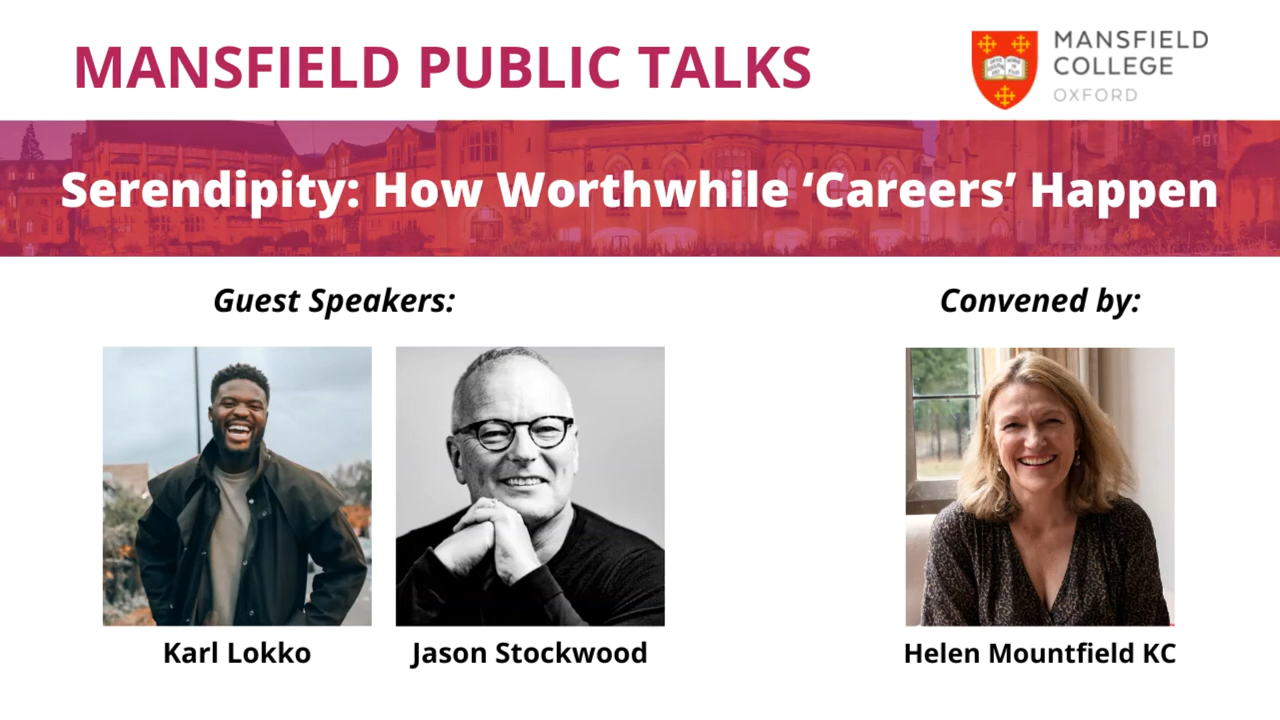 MANSFIELD PUBLIC TALKS
MANSFIELD
COLLEGE
OXFORD
Serendipity: How Worthwhile ‘Careers’ Happen
Guest Speakers:
Convened by:
Karl Lokko
Jason Stockwood
Helen Mountfield KC